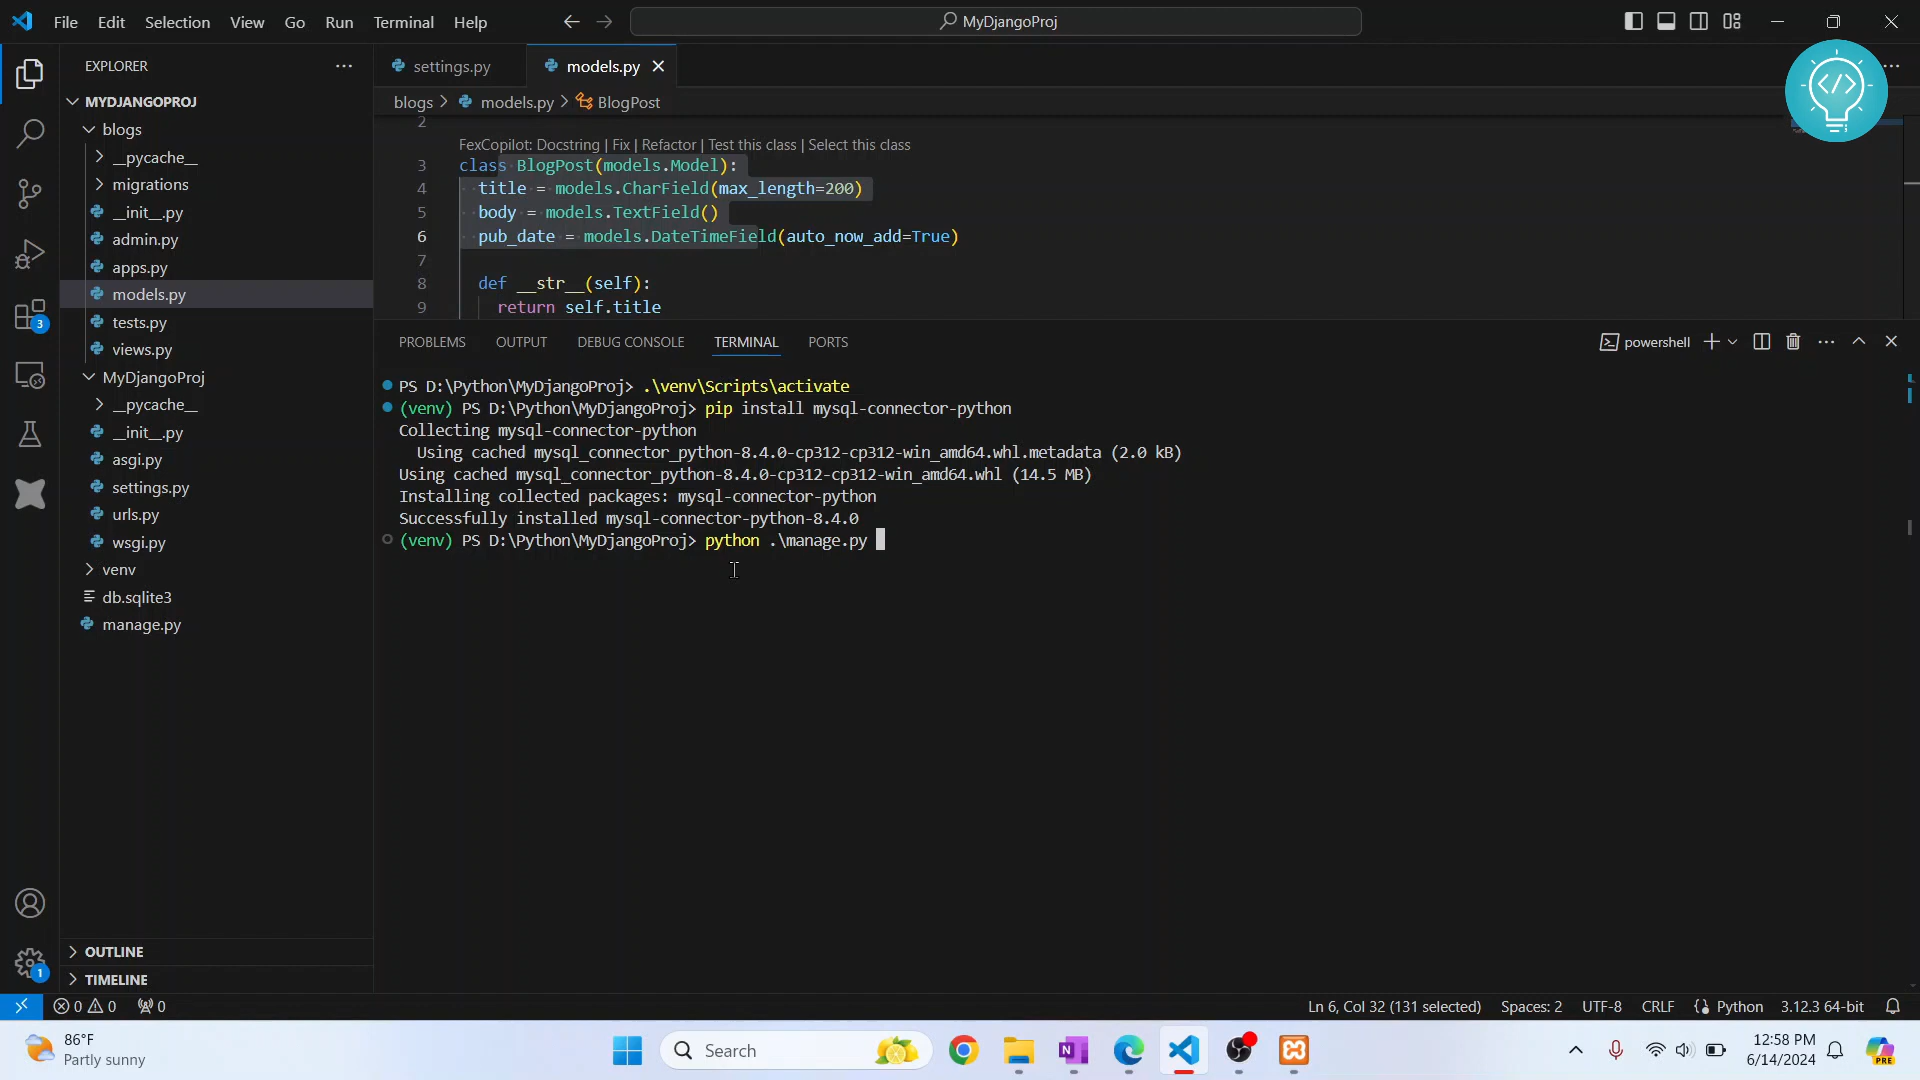 File Edit Selection View Go Run Terminal Help
MyDjangoProj
EXPLORER
settings.py
models.py
MYDJANGOPROJ
blogs > models.py > BlogPost
blogs
__pycache__
migrations
__init__.py
admin.py
apps.py
models.py
tests.py
views.py
MyDjangoProj
__pycache__
__init__.py
asgi.py
settings.py
urls.py
wsgi.py
venv
db.sqlite3
manage.py
OUTLINE
TIMELINE
2
FexCopilot: Docstring | Fix | Refactor | Test this class | Select this class
3 class BlogPost(models.Model):
4 title = models.CharField(max_length=200)
5 body = models.TextField()
6 pub_date = models.DateTimeField(auto_now_add=True)
7
8 def __str__(self):
9 return self.title
PROBLEMS OUTPUT DEBUG CONSOLE TERMINAL PORTS
powershell
PS D:\Python\MyDjangoProj> .\venv\Scripts\activate
(venv) PS D:\Python\MyDjangoProj> pip install mysql-connector-python
Collecting mysql-connector-python
Using cached mysql_connector_python-8.4.0-cp312-cp312-win_amd64.whl.metadata (2.0 kB)
Using cached mysql_connector_python-8.4.0-cp312-cp312-win_amd64.whl (14.5 MB)
Installing collected packages: mysql-connector-python
Successfully installed mysql-connector-python-8.4.0
(venv) PS D:\Python\MyDjangoProj> python .\manage.py
3
1
0 0 0
Ln 6, Col 32 (131 selected) Spaces: 2 UTF-8 CRLF Python 3.12.3 64-bit
86°F
Partly sunny
Search
12:58 PM
6/14/2024
PRE